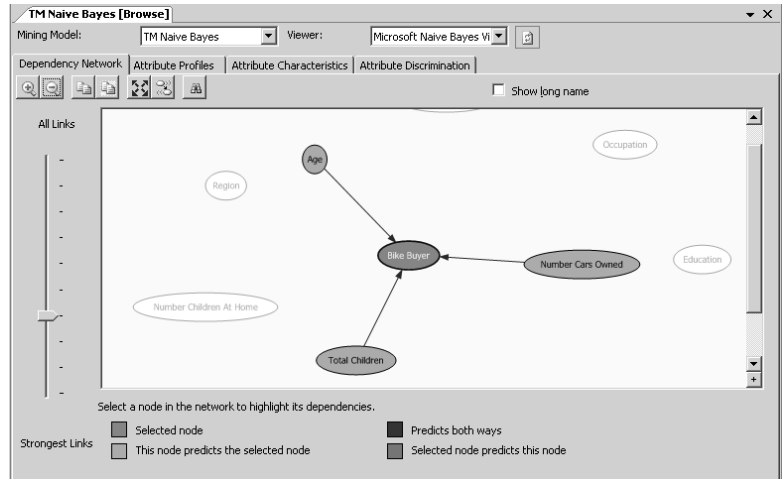 TM Naive Bayes [Browse]
Mining Model: TM Naive Bayes Viewer: Microsoft Naive Bayes Vi
Dependency Network Attribute Profiles Attribute Characteristics Attribute Discrimination
Show long name
All Links
Age
Occupation
Region
Bike Buyer
Number Cars Owned
Education
Number Children At Home
Total Children
Select a node in the network to highlight its dependencies.
Selected node Predicts both ways
Strongest Links
This node predicts the selected node Selected node predicts this node